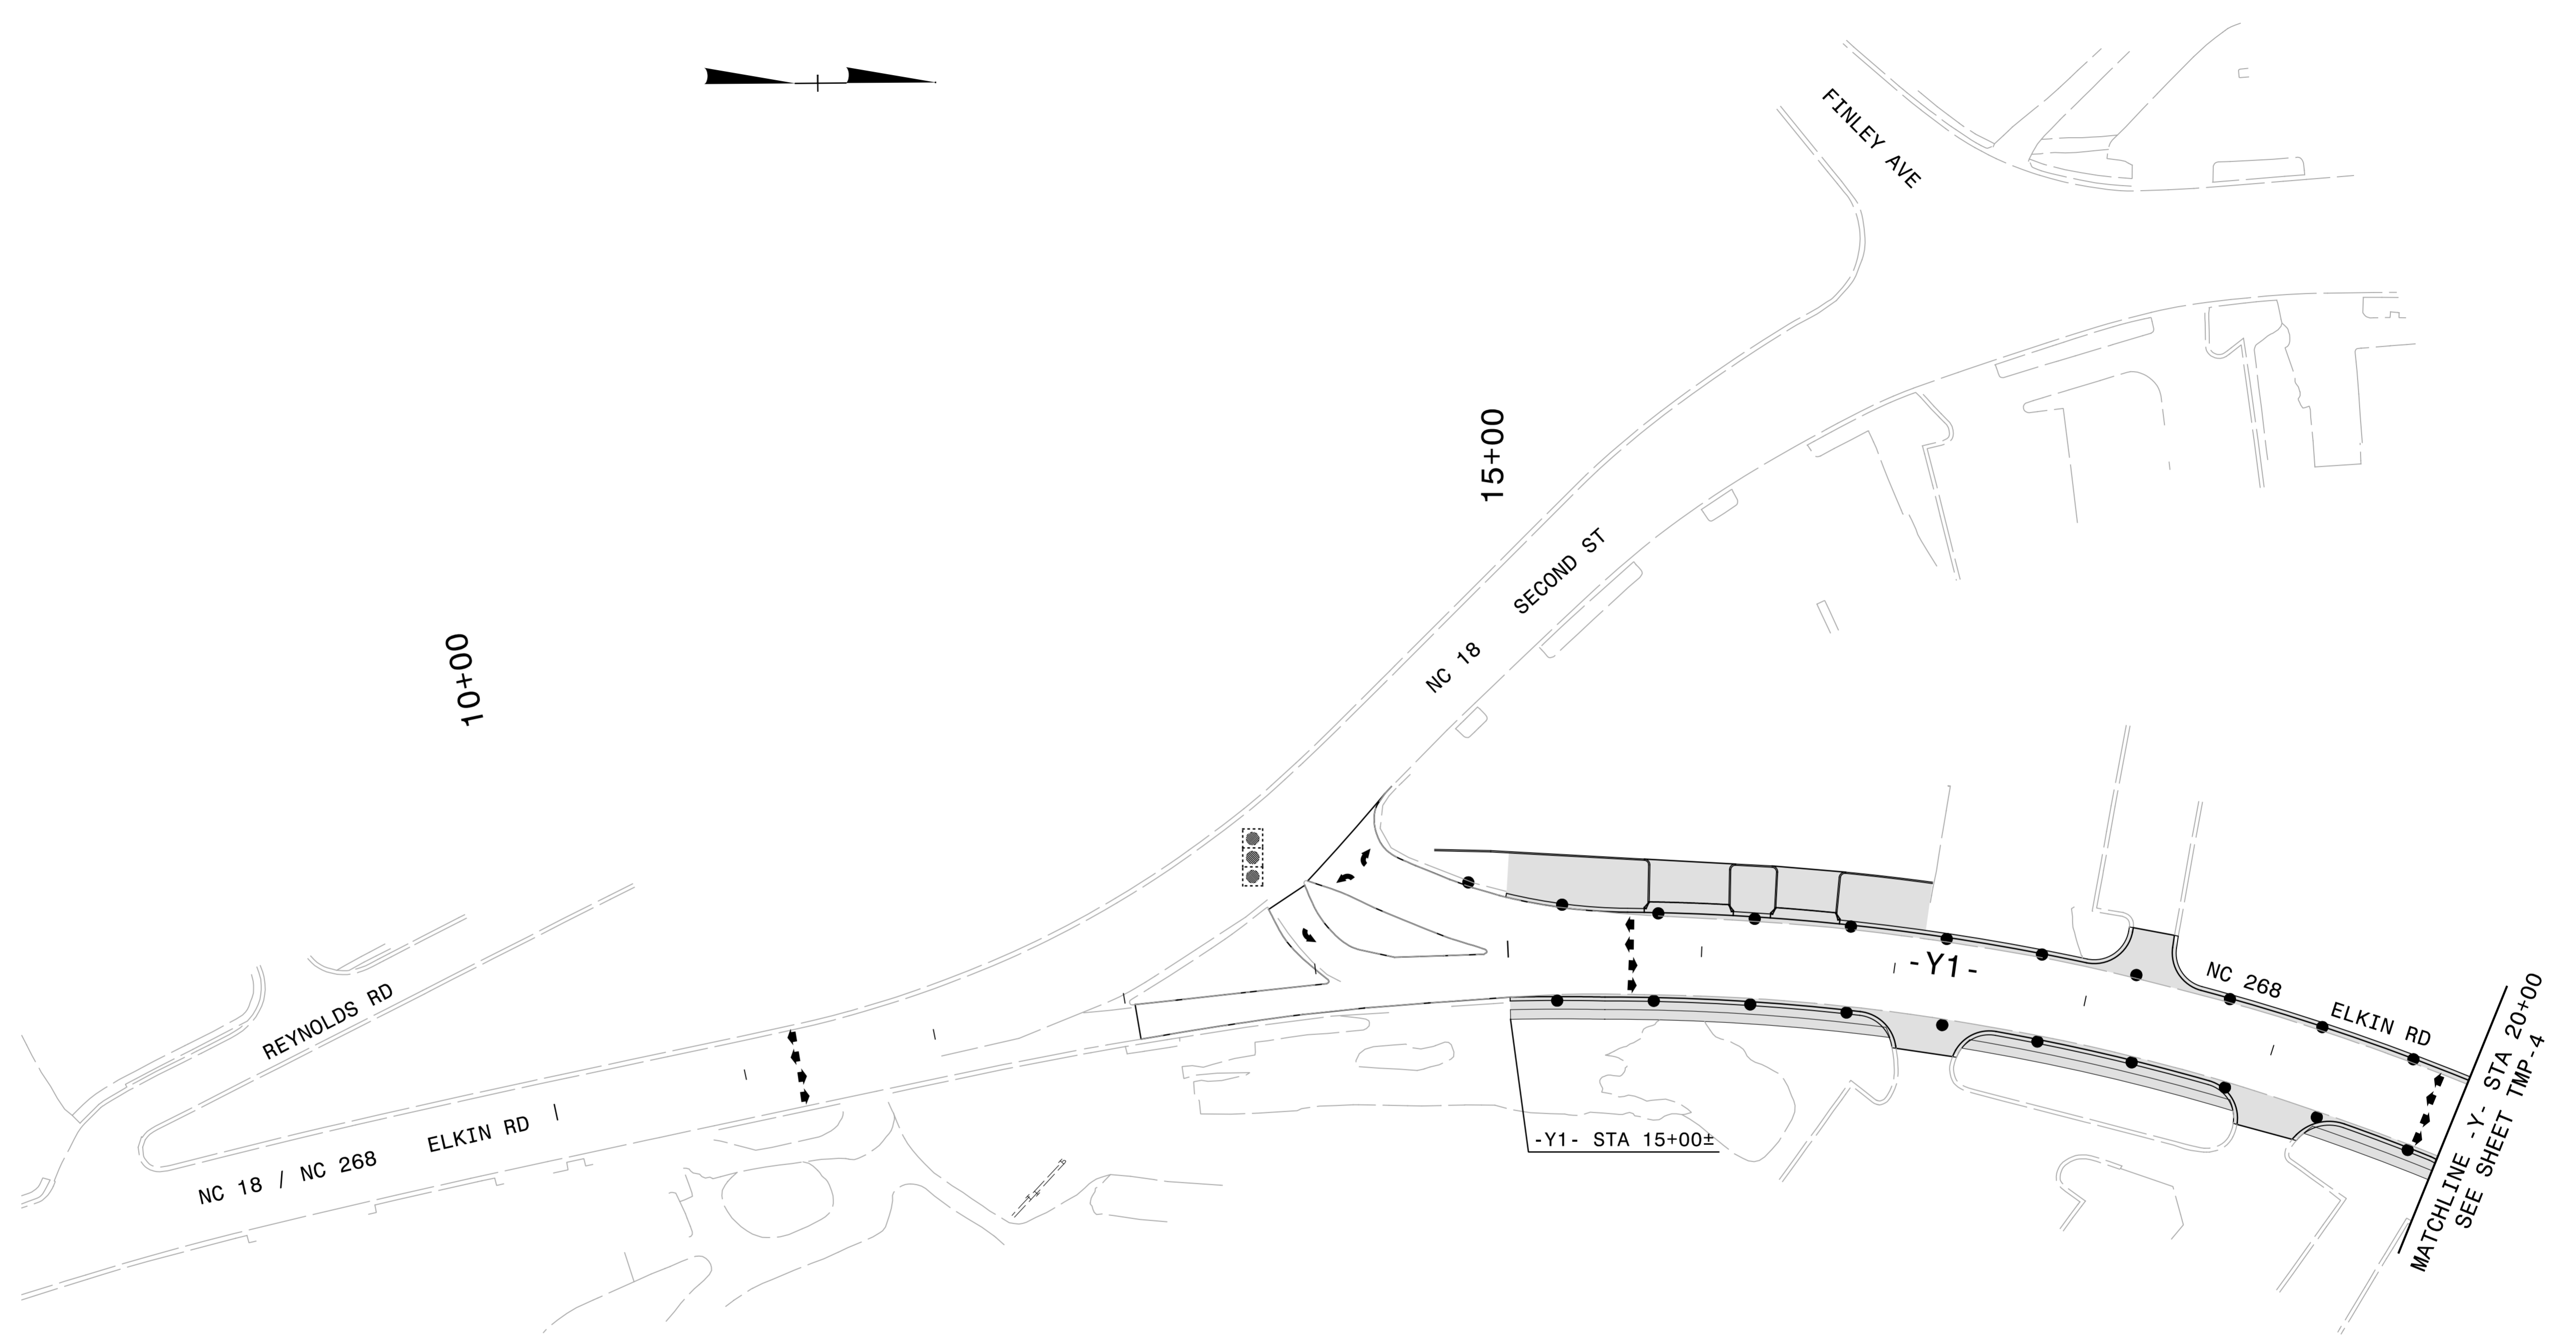 FINLEY AVE
15+00
SECOND ST
NC 18
10+00
-Y1-
NC 268
ELKIN RD
REYNOLDS RD
ELKIN RD
NC 18 / NC 268
-Y1- STA 15+00±
MATCHLINE -Y- STA 20+00
SEE SHEET TMP-4